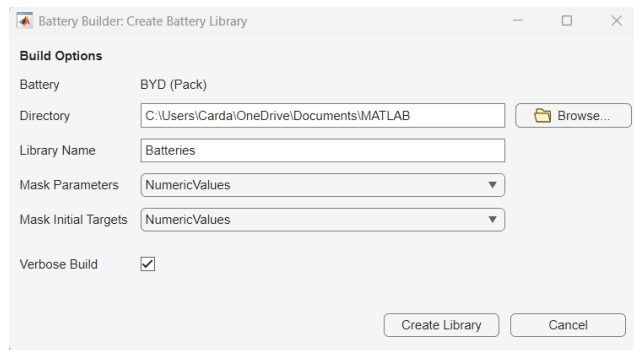 Battery Builder: Create Battery Library
Build Options
Battery BYD (Pack)
Directory C:\Users\Carda\OneDrive\Documents\MATLAB Browse...
Library Name Batteries
Mask Parameters NumericValues
Mask Initial Targets NumericValues
Verbose Build
Create Library Cancel